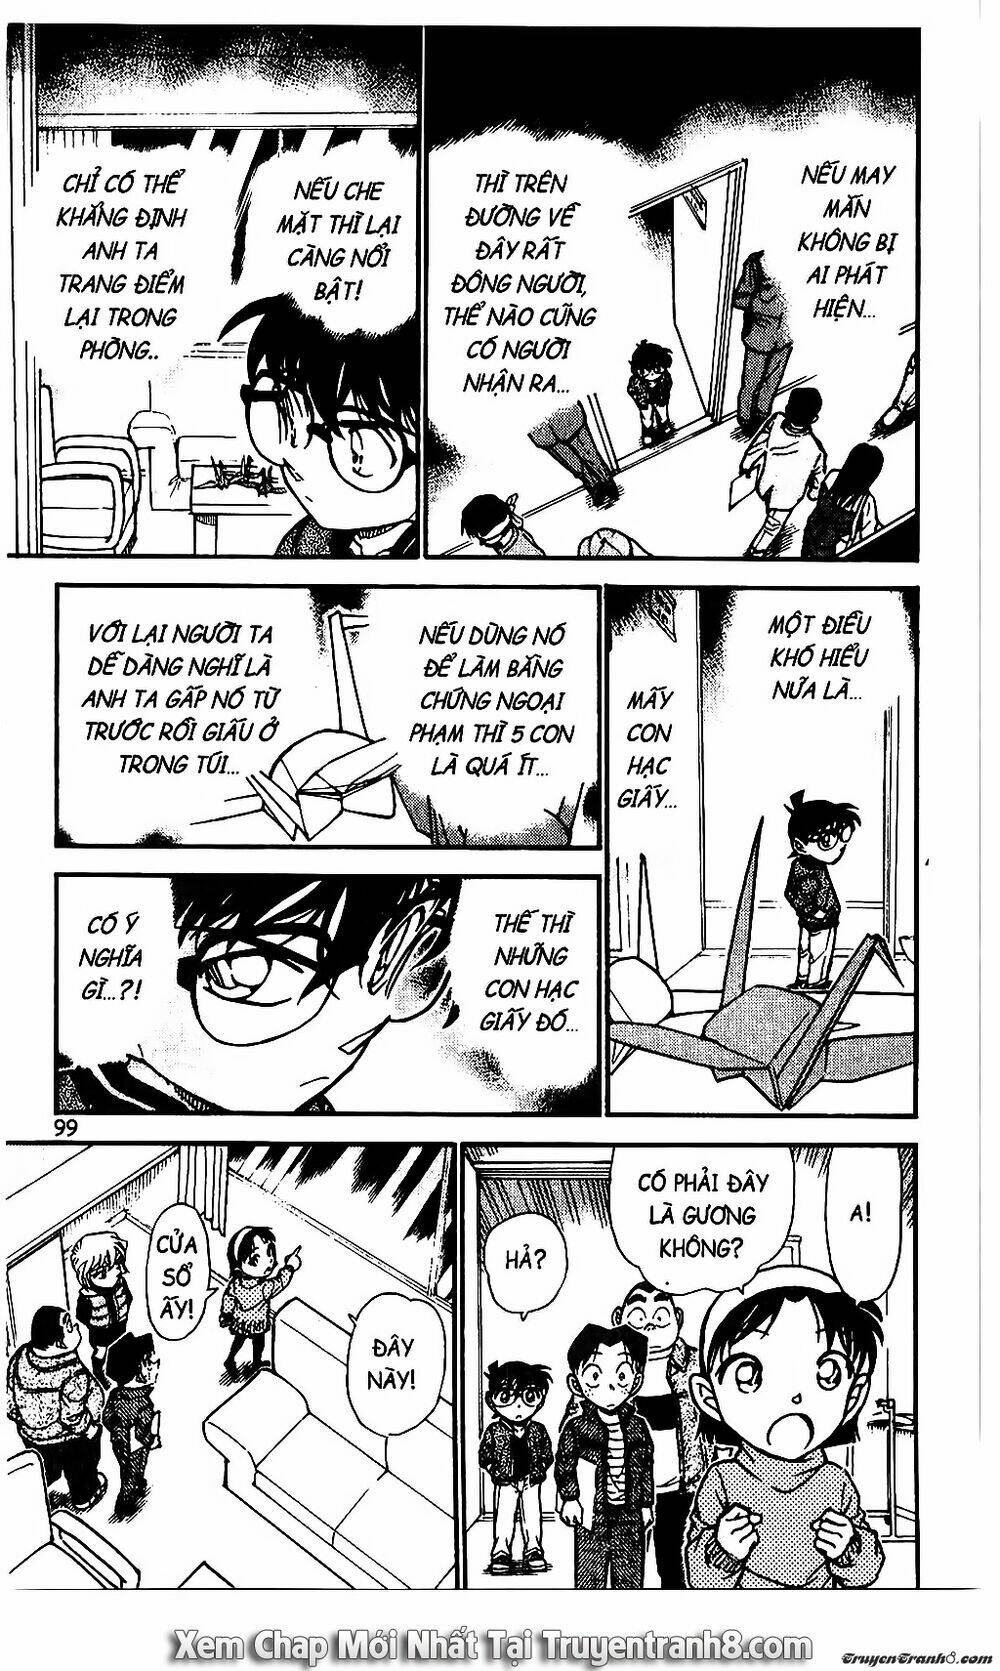 NẾU MAY
MẮN
KHÔNG BỊ
AI PHÁT
HIỆN...
THÌ TRÊN
ĐƯỜNG VỀ
ĐÂY RẤT
ĐÔNG NGƯỜI,
THỂ NÀO CŨNG
CÓ NGƯỜI
NHẬN RA...
NẾU CHE
MẶT THÌ LẠI
CÀNG NỔI
BẬT!
CHỈ CÓ THỂ
KHẲNG ĐỊNH
ANH TA
TRANG ĐIỂM
LẠI TRONG
PHÒNG..
MỘT ĐIỀU
KHÓ HIỂU
NỮA LÀ...
MẤY
CON
HẠC
GIẤY...
NẾU DÙNG NÓ
ĐỂ LÀM BẰNG
CHỨNG NGOẠI
PHẠM THÌ 5 CON
LÀ QUÁ ÍT...
VỚI LẠI NGƯỜI TA
DỄ DÀNG NGHĨ LÀ
ANH TA GẤP NÓ TỪ
TRƯỚC RỒI GIẤU Ở
TRONG TÚI...
THẾ THÌ
NHỮNG
CON HẠC
GIẤY ĐÓ...
CÓ Ý
NGHĨA
GÌ...?!
99
A!
CÓ PHẢI ĐÂY
LÀ GƯƠNG
KHÔNG?
HẢ?
CỬA
SỔ
ẤY!
ĐÂY
NÀY!
Xem Chap Mới Nhất Tại Truyentranh8.com
TruyenTranh8.com